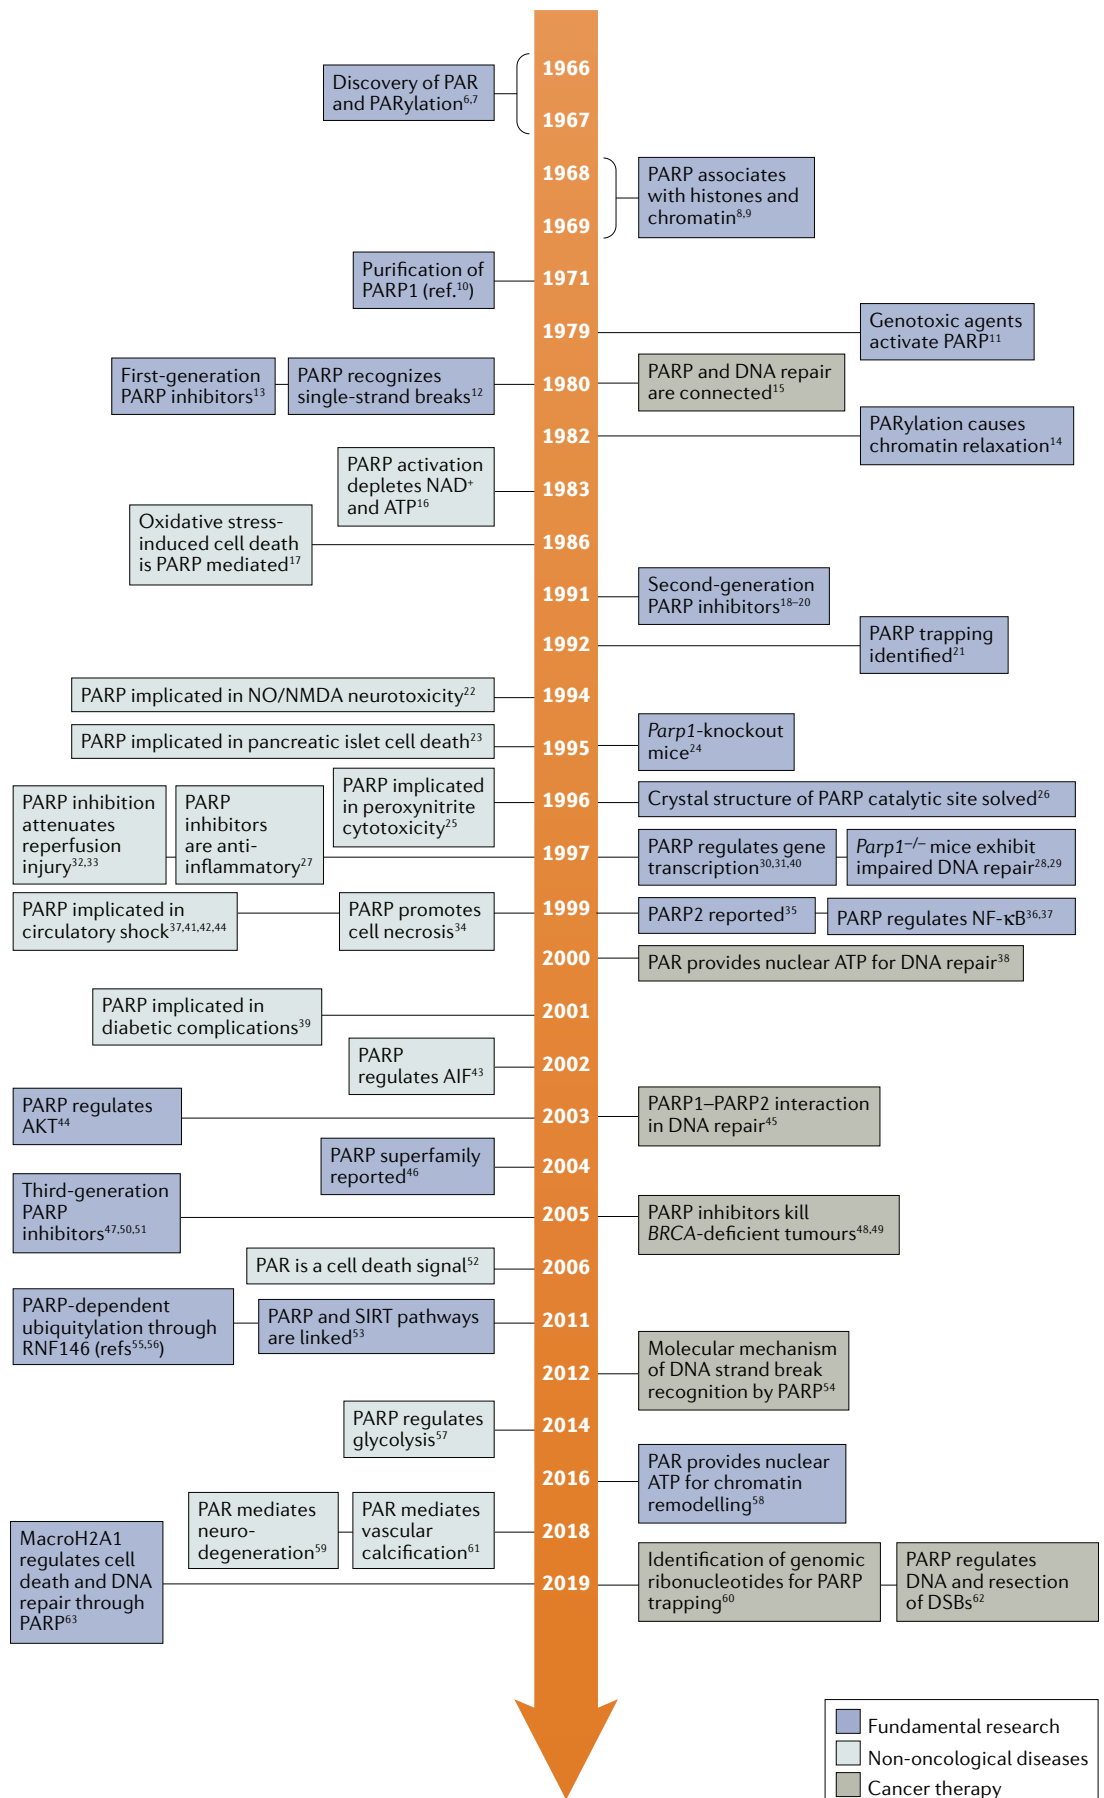 1966
Discovery of PAR
and PARylation6,7
1967
1968
PARP associates
with histones and
chromatin8,9
1969
Purification of
PARP1 (ref.10)
1971
1979
Genotoxic agents
activate PARP11
First-generation
PARP inhibitors13
PARP recognizes
single-strand breaks12
1980
PARP and DNA repair
are connected15
1982
PARylation causes
chromatin relaxation14
PARP activation
depletes NAD+
and ATP16
1983
Oxidative stress-
induced cell death
is PARP mediated17
1986
1991
Second-generation
PARP inhibitors18–20
1992
PARP trapping
identified21
PARP implicated in NO/NMDA neurotoxicity22
1994
PARP implicated in pancreatic islet cell death23
1995
Parp1-knockout
mice24
PARP implicated
in peroxynitrite
cytotoxicity25
1996
Crystal structure of PARP catalytic site solved26
PARP inhibition
attenuates
reperfusion
injury32,33
PARP
inhibitors
are anti-
inflammatory27
1997
PARP regulates gene
transcription30,31,40
Parp1−/− mice exhibit
impaired DNA repair28,29
PARP implicated in
circulatory shock37,41,42,44
PARP promotes
cell necrosis34
1999
PARP2 reported35
PARP regulates NF-κB36,37
2000
PAR provides nuclear ATP for DNA repair38
PARP implicated in
diabetic complications39
2001
PARP
regulates AIF43
2002
PARP regulates
AKT44
2003
PARP1–PARP2 interaction
in DNA repair45
PARP superfamily
reported46
2004
Third-generation
PARP
inhibitors47,50,51
2005
PARP inhibitors kill
BRCA-deficient tumours48,49
PAR is a cell death signal52
2006
PARP-dependent
ubiquitylation through
RNF146 (refs55,56)
PARP and SIRT pathways
are linked53
2011
2012
Molecular mechanism
of DNA strand break
recognition by PARP54
PARP regulates
glycolysis57
2014
2016
PAR provides nuclear
ATP for chromatin
remodelling58
PAR mediates
neuro-
degeneration59
PAR mediates
vascular
calcification61
2018
MacroH2A1
regulates cell
death and DNA
repair through
PARP63
2019
Identification of genomic
ribonucleotides for PARP
trapping60
PARP regulates
DNA and resection
of DSBs62
Fundamental research
Non-oncological diseases
Cancer therapy